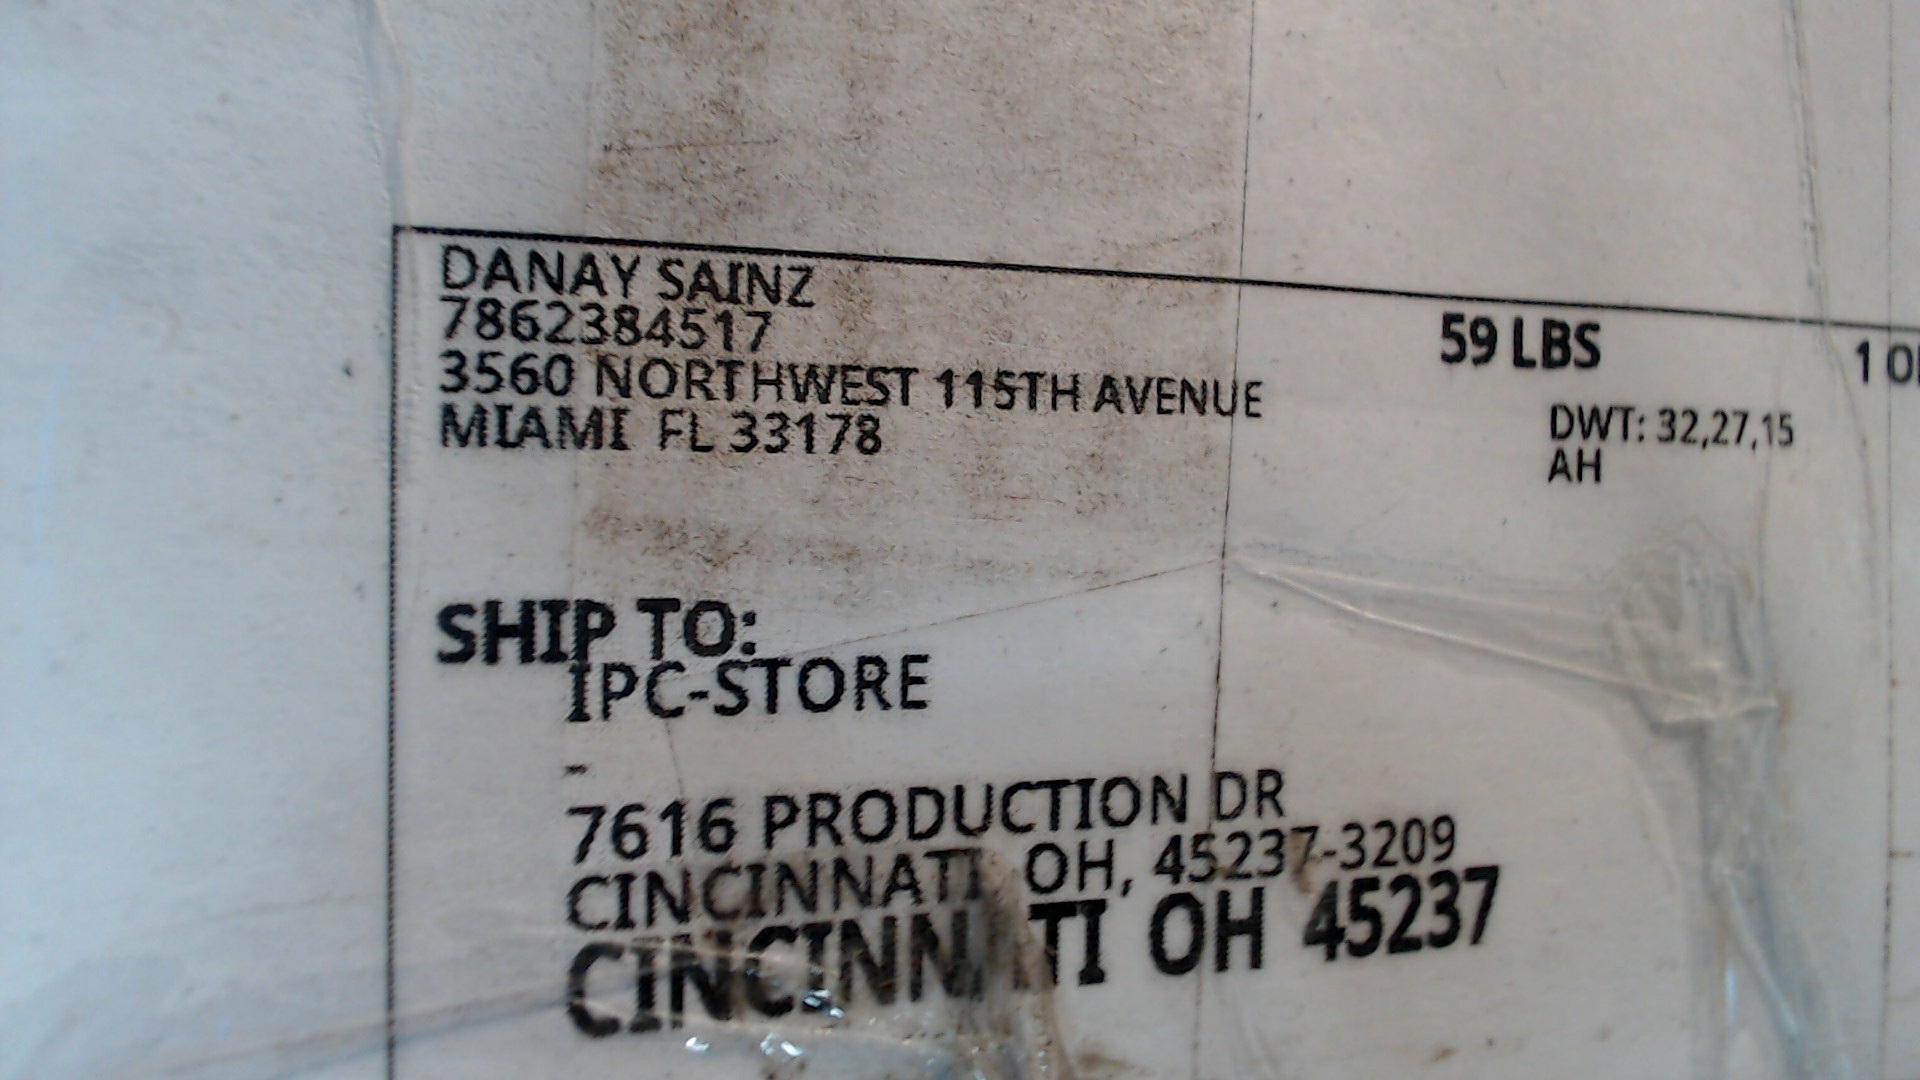 DANAY SAINZ
7862384517
3560 NORTHWEST 115TH AVENUE
MIAMI FL 33178
59 LBS
1
DWT: 32,27,15
AH
SHIP TO:
IPC-STORE
-
7616 PRODUCTION DR
CINCINNATI OH, 45237-3209
CINCINNATI OH 45237